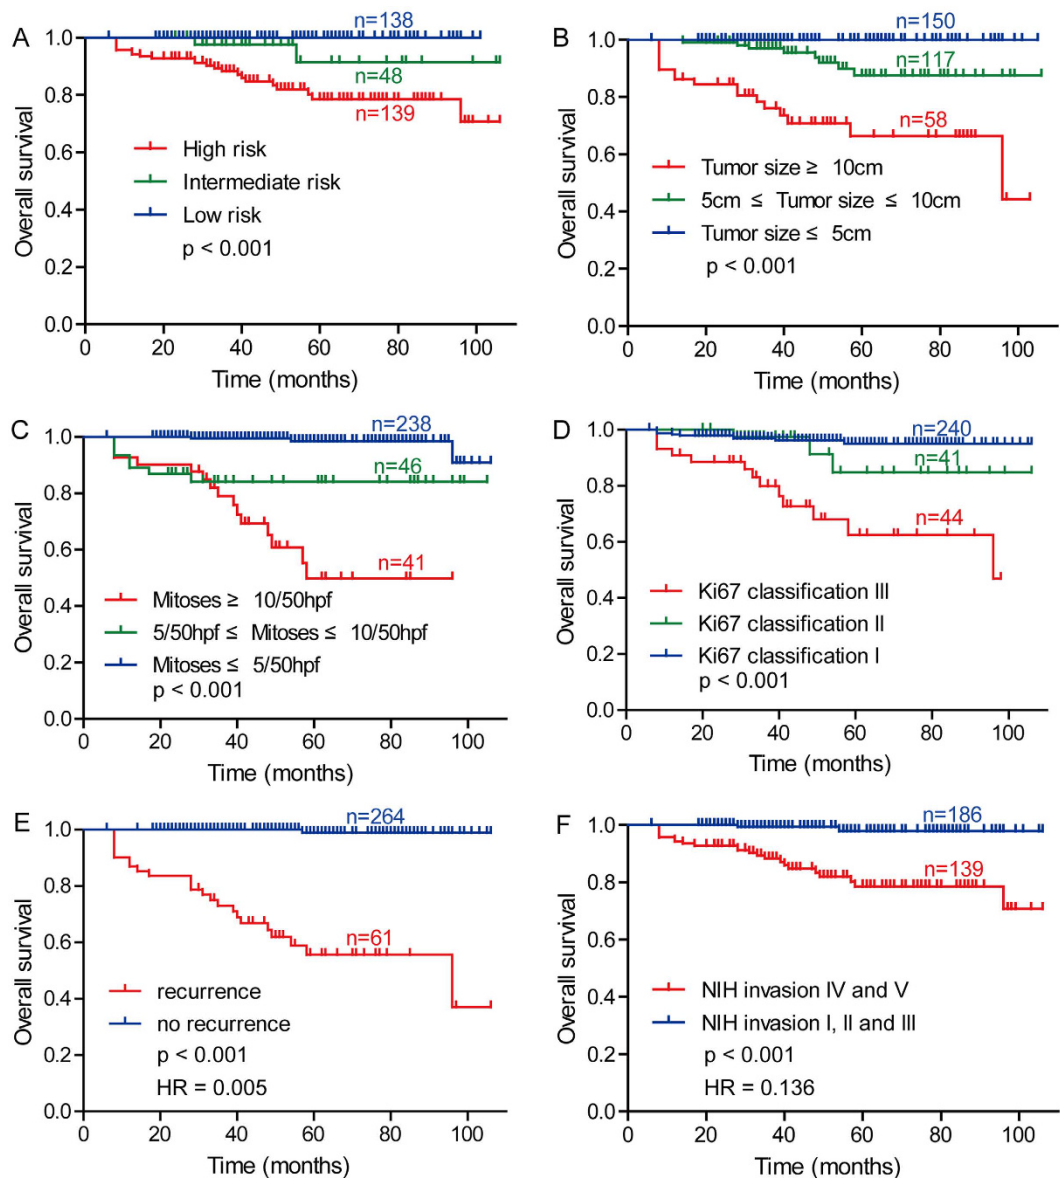 A
n=138
1.0
n=48
0.8
n=139
0.6
High risk
Intermediate risk
0.4
Low risk
p < 0.001
0.2
0.0
0 20 40 60 80 100
Time (months)
Overall survival
B
n=150
1.0
n=117
0.8
n=58
0.6
Tumor size ≥ 10cm
5cm ≤ Tumor size ≤ 10cm
0.4
Tumor size ≤ 5cm
p < 0.001
0.2
0.0
0 20 40 60 80 100
Time (months)
Overall survival
C
n=238
1.0
n=46
0.8
0.6
n=41
Mitoses ≥ 10/50hpf
0.4
5/50hpf ≤ Mitoses ≤ 10/50hpf
0.2
Mitoses ≤ 5/50hpf
p < 0.001
0.0
0 20 40 60 80 100
Time (months)
Overall survival
D
n=240
1.0
n=41
0.8
n=44
0.6
Ki67 classification III
0.4
Ki67 classification II
0.2
Ki67 classification I
p < 0.001
0.0
0 20 40 60 80 100
Time (months)
Overall survival
E
n=264
1.0
0.8
n=61
0.6
recurrence
0.4
no recurrence
0.2
p < 0.001
HR = 0.005
0.0
0 20 40 60 80 100
Time (months)
Overall survival
F
n=186
1.0
n=139
0.8
0.6
NIH invasion IV and V
0.4
NIH invasion I, II and III
0.2
p < 0.001
HR = 0.136
0.0
0 20 40 60 80 100
Time (months)
Overall survival